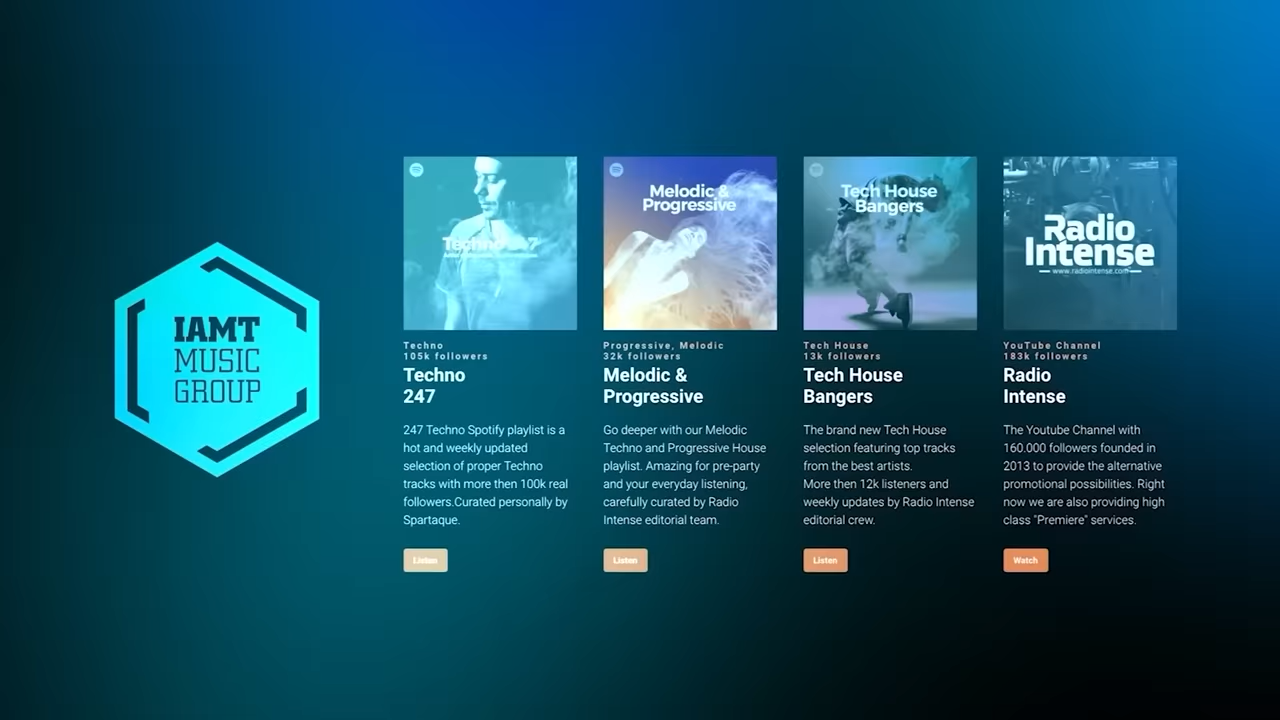 IAMT
MUSIC
GROUP
Techno 247
Techno
105k followers
Techno
247
247 Techno Spotify playlist is a
hot and weekly updated
selection of proper Techno
tracks with more then 100k real
followers.Curated personally by
Spartaque.
Listen
Melodic &
Progressive
Progressive, Melodic
32k followers
Melodic &
Progressive
Go deeper with our Melodic
Techno and Progressive House
playlist. Amazing for pre-party
and your everyday listening,
carefully curated by Radio
Intense editorial team.
Listen
Tech House
Bangers
Tech House
13k followers
Tech House
Bangers
The brand new Tech House
selection featuring top tracks
from the best artists.
More then 12k listeners and
weekly updates by Radio Intense
editorial crew.
Listen
Radio
Intense
www.radiointense.com
YouTube Channel
183k followers
Radio
Intense
The Youtube Channel with
160.000 followers founded in
2013 to provide the alternative
promotional possibilities. Right
now we are also providing high
class "Premiere" services.
Watch